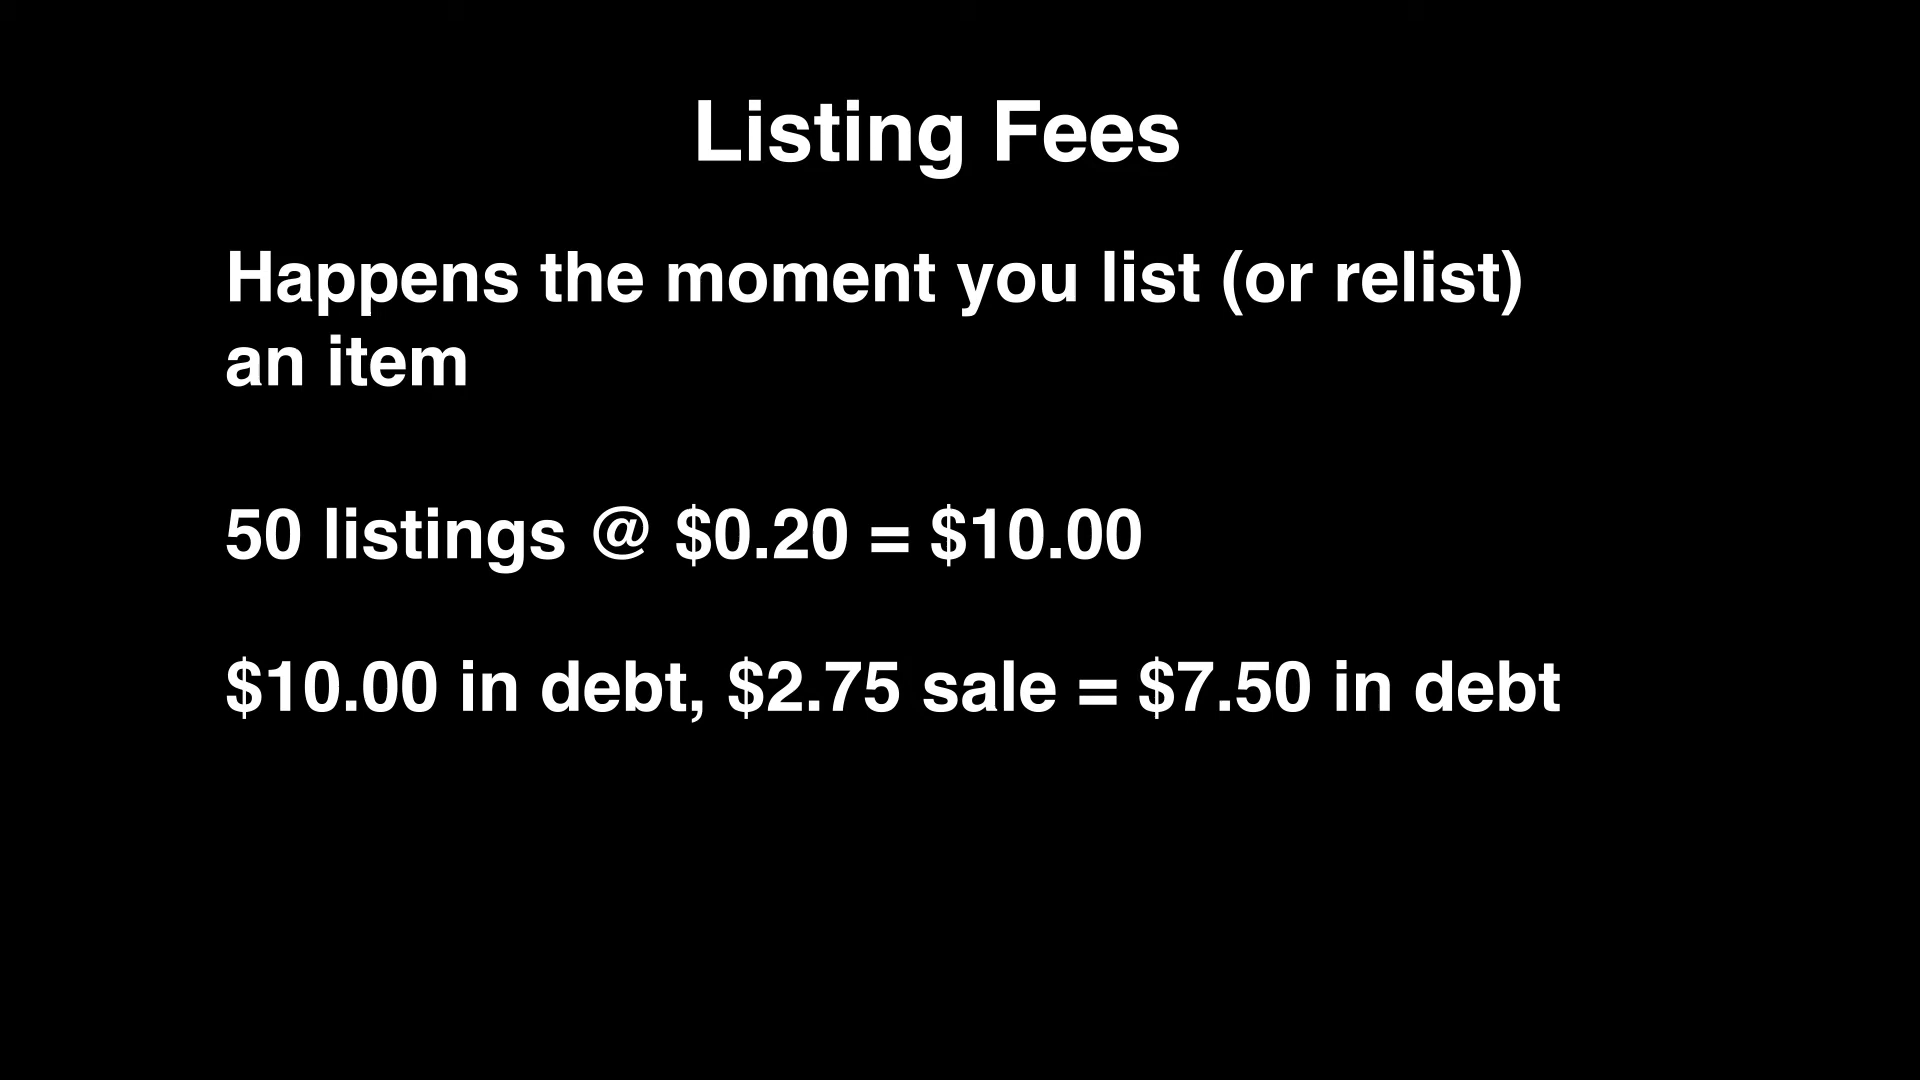 Listing Fees
Happens the moment you list (or relist)
an item
50 listings @ $0.20 = $10.00
$10.00 in debt, $2.75 sale = $7.50 in debt